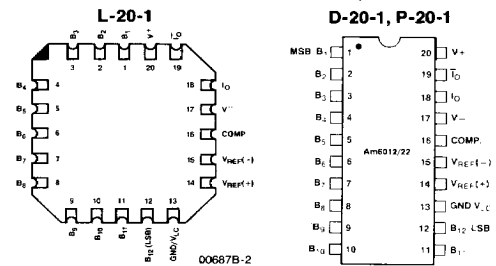 L-20-1
B3 B2 B1 V+ IO
3 2 1 20 19
B4 4
B5 5
B6 6
B7 7
B8 8
18 IO
17 V−
16 COMP
15 VREF(-)
14 VREF(+)
9 10 11 12 13
B9 B10 B11 B12 (LSB) GND/VLC
00687B-2
D-20-1, P-20-1
MSB B1 1 20 V+
B2 2 19 IO
B3 3 18 IO
B4 4 17 V−
B5 5 16 COMP.
Am6012/22
B6 6 15 VREF(−)
B7 7 14 VREF(+)
B8 8 13 GND VLC
B9 9 12 B12 LSB
B10 10 11 B11